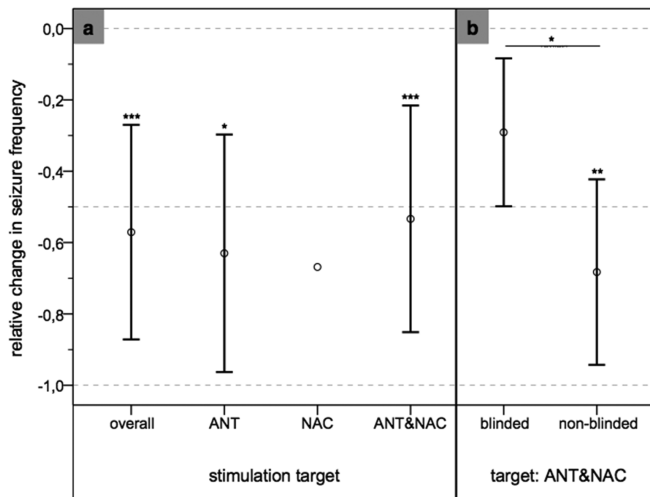 a
b
relative change in seizure frequency
0,0
-0,2
-0,4
-0,6
-0,8
-1,0
***
*
***
*
**
overall
ANT
NAC
ANT&NAC
blinded
non-blinded
stimulation target
target: ANT&NAC